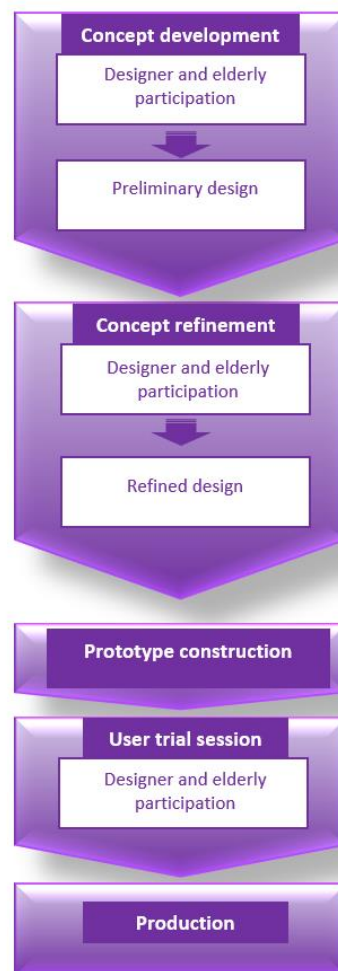 Concept development
Designer and elderly
participation
Preliminary design
Concept refinement
Designer and elderly
participation
Refined design
Prototype construction
User trial session
Designer and elderly
participation
Production